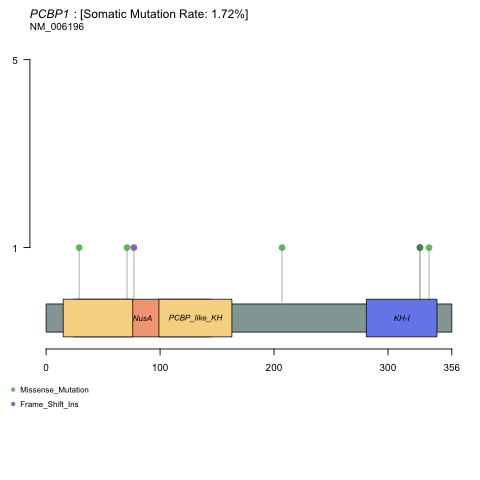 PCBP1 : [Somatic Mutation Rate: 1.72%]
NM_006196
5
1
NusA
PCBP_like_KH
KH-I
0
100
200
300
356
Missense_Mutation
Frame_Shift_Ins